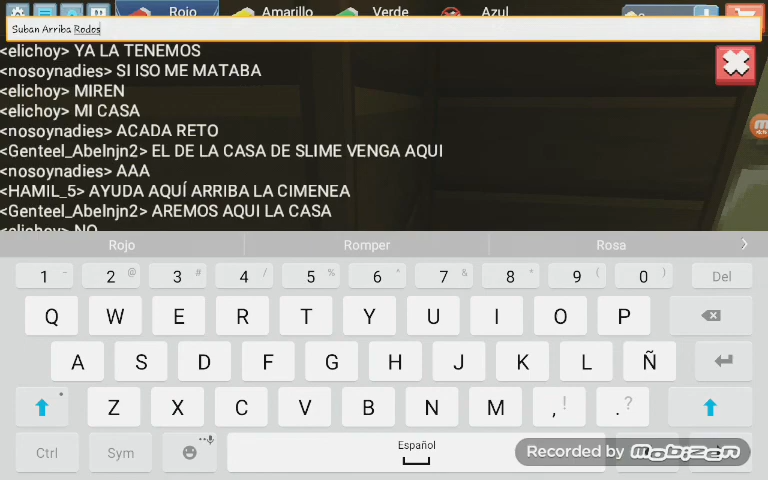 Rojo Amarillo Verde Azul
Suban Arriba Rodos
<elichoy> YA LA TENEMOS
<nosoynadies> SI ISO ME MATABA
<elichoy> MIREN
<elichoy> MI CASA
<nosoynadies> ACADA RETO
<Genteel_Abelnjn2> EL DE LA CASA DE SLIME VENGA AQUI
<nosoynadies> AAA
<HAMIL_5> AYUDA AQUÍ ARRIBA LA CIMENEA
<Genteel_Abelnjn2> AREMOS AQUI LA CASA
<elichoy> NO
Rojo Romper Rosa
1 - 2 @ 3 # 4 / 5 % 6 ^ 7 & 8 * 9 ( 0 ) Del
Q W E R T Y U I O P
A S D F G H J K L Ñ
Z X C V B N M , ! . ?
Ctrl Sym Español
Recorded by mobizen